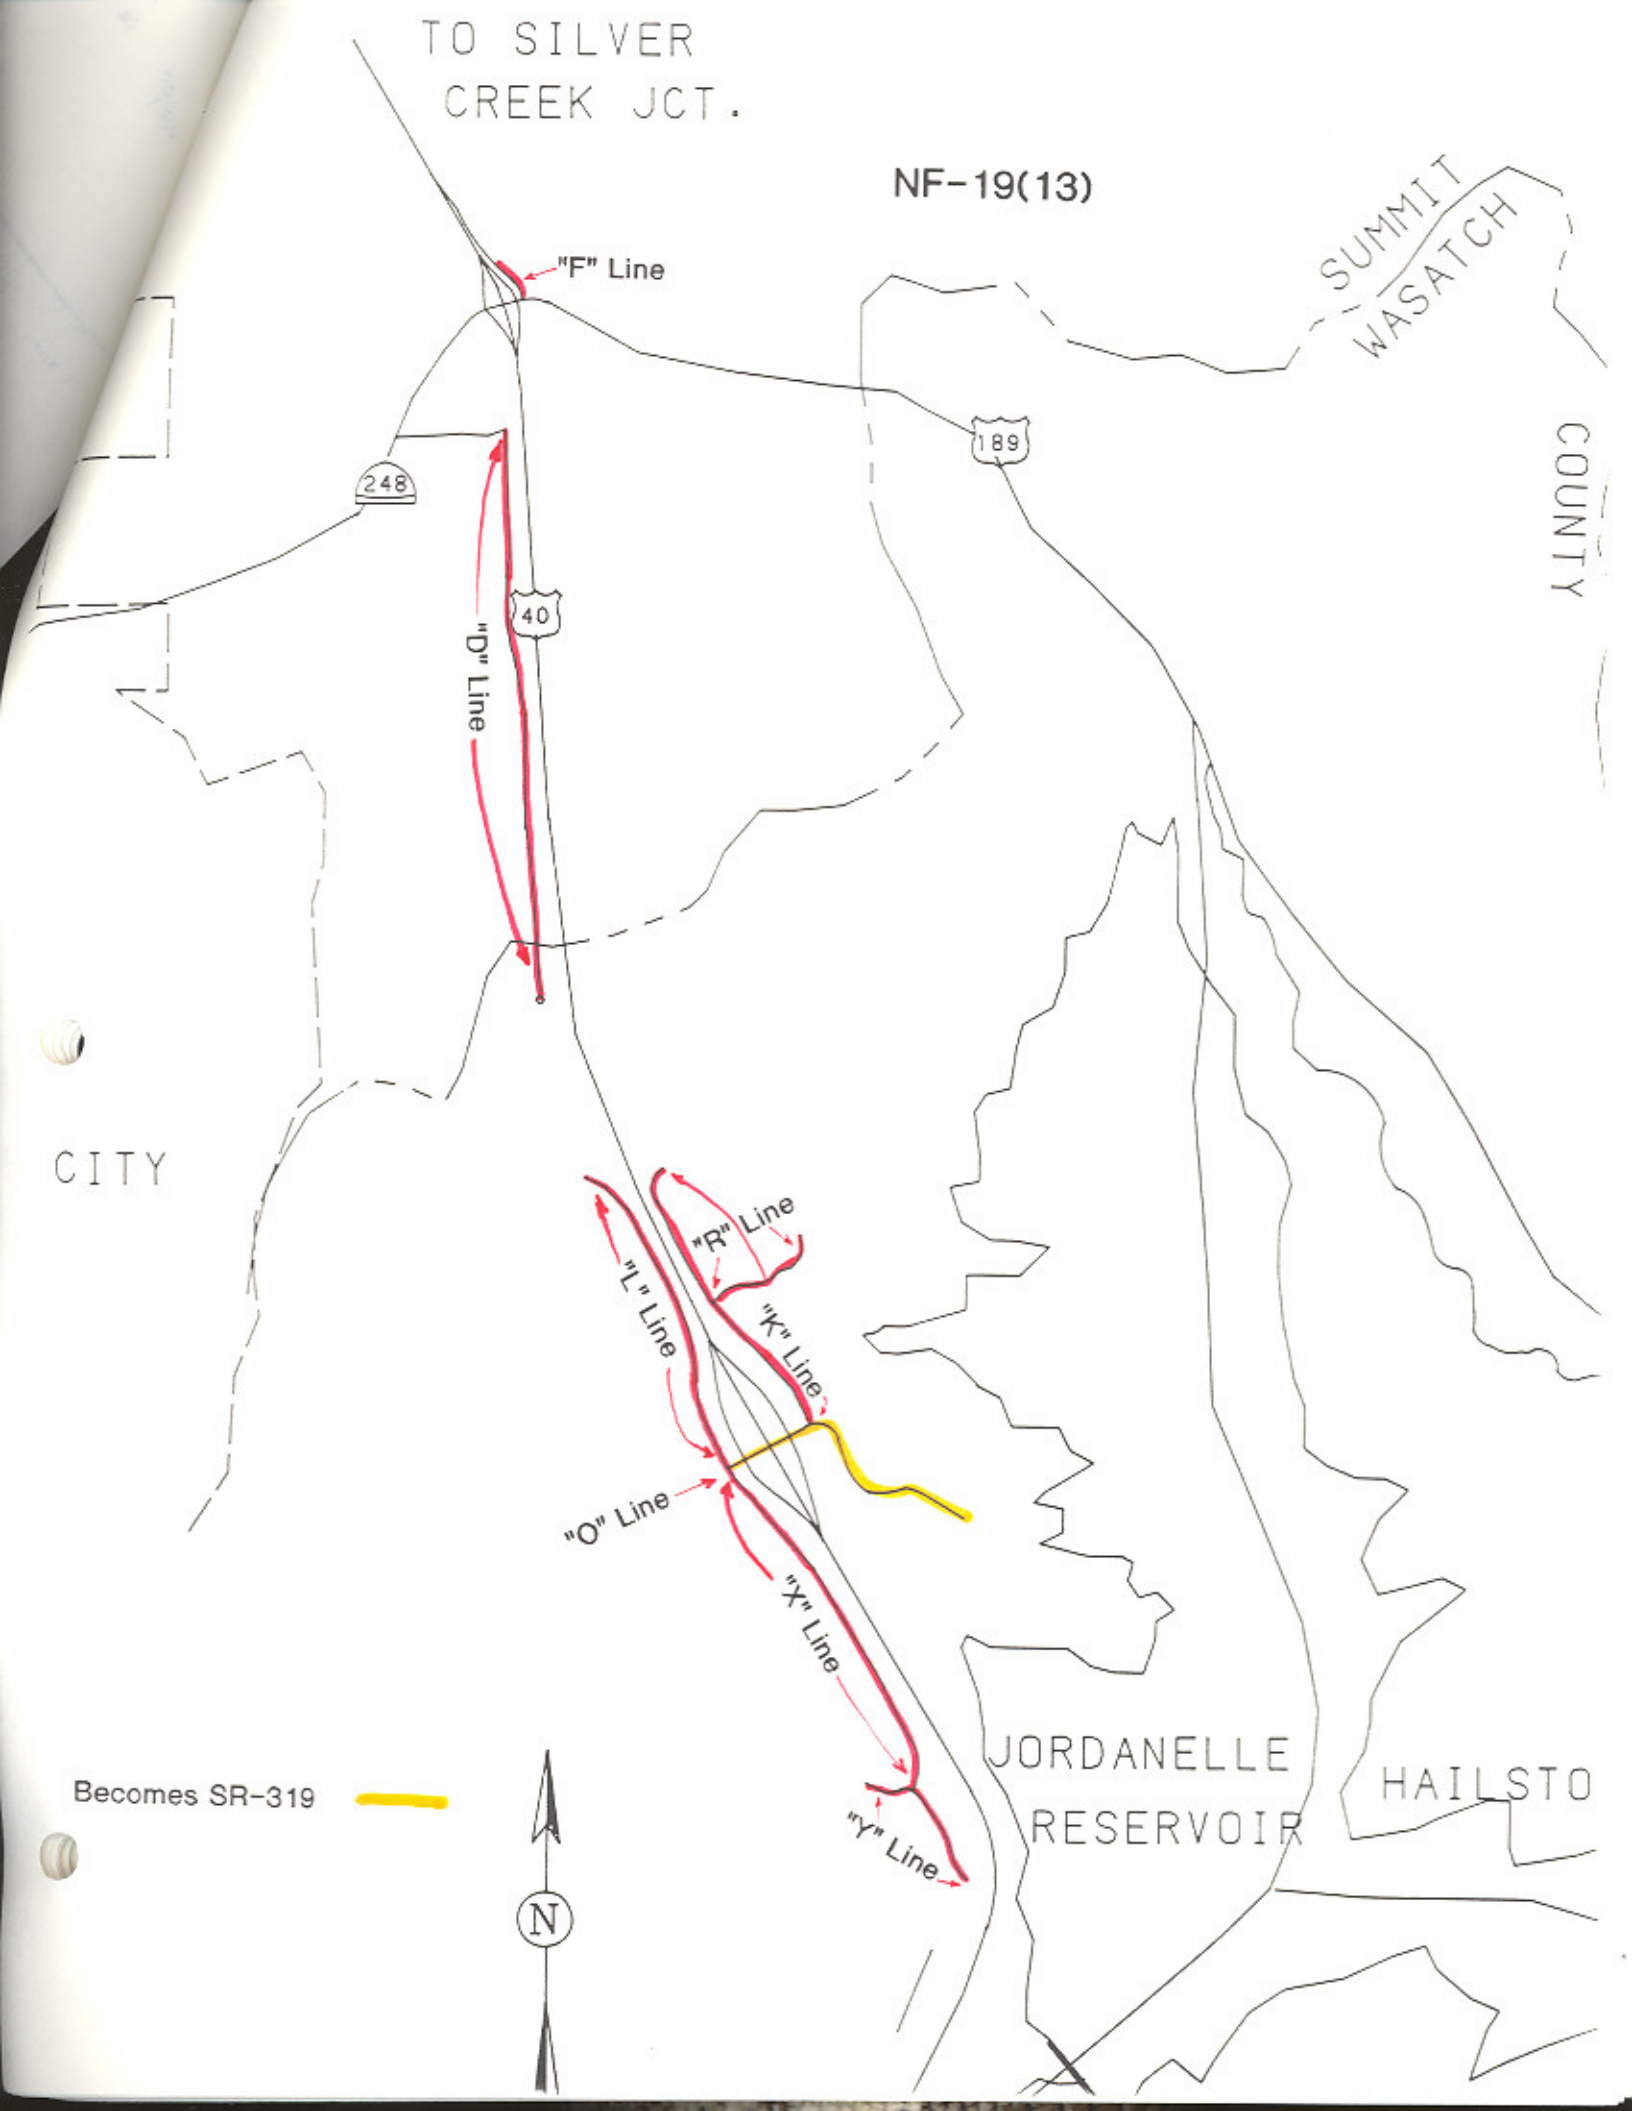 TO SILVER
CREEK JCT.
NF-19(13)
SUMMIT
WASATCH
COUNTY
"F" Line
189
248
40
"D" Line
CITY
"R" Line
"L" Line
"K" Line
"O" Line
"X" Line
JORDANELLE
RESERVOIR
HAILSTO
Becomes SR-319
"Y" Line
N